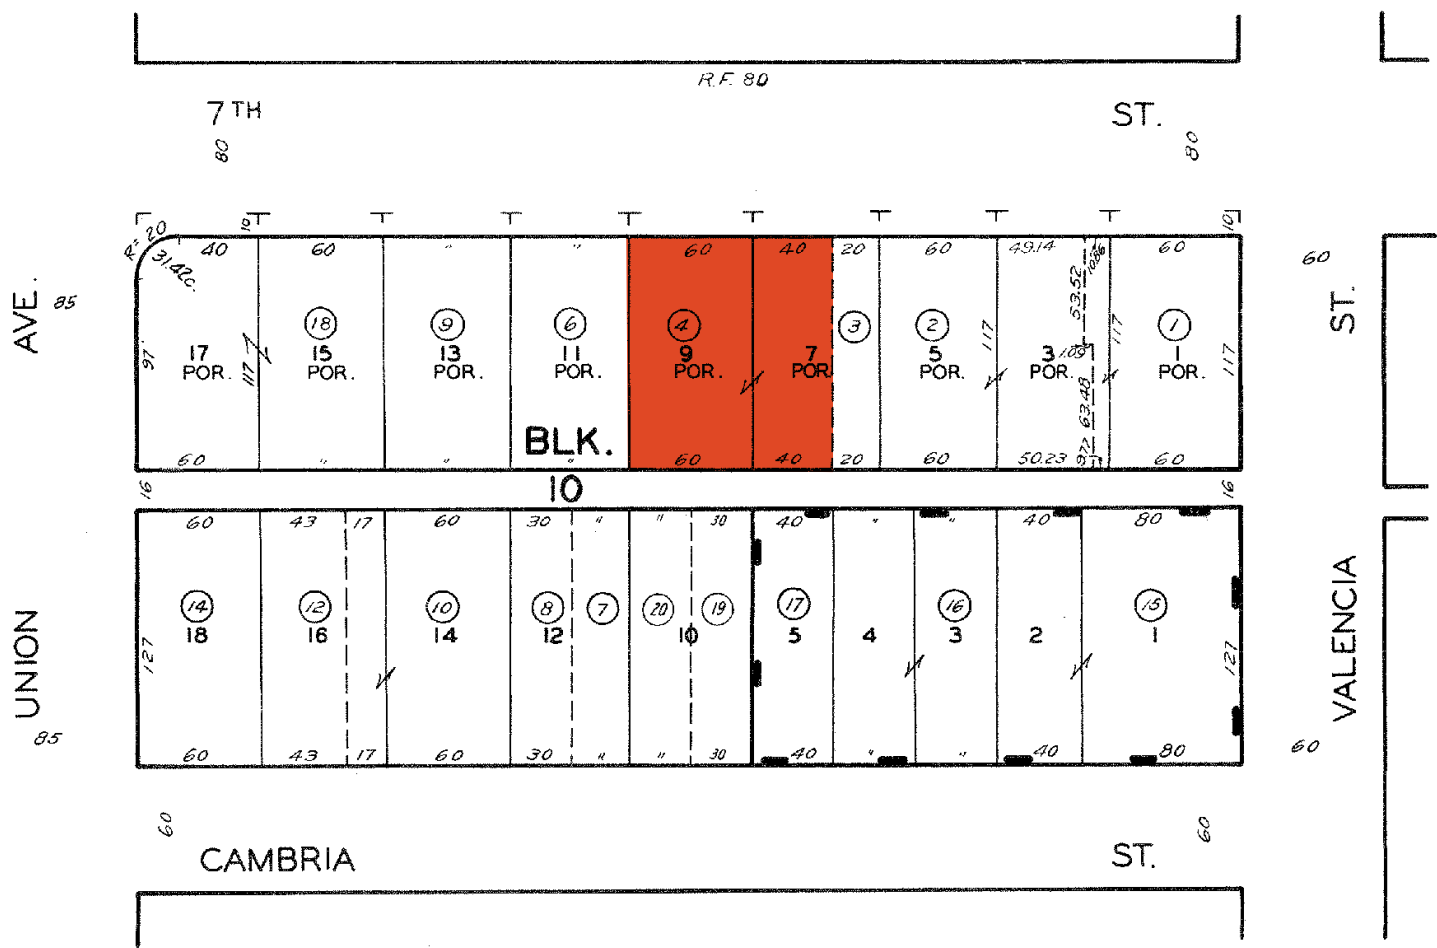 R.F. 80
7TH ST.
80 80
R=20 10 10
31.42c.
40 60 " " 60 40 20 60 49.14 10.86 60
AVE. 85
60 ST.
53.52
18 9 6 4 3 2 1
97' 117 117 117 117
17 15 13 11 9 7 5 3 1.09 1
POR. POR. POR. POR. POR. POR. POR. POR. POR.
63.48
BLK.
60 " " " 60 40 20 60 50.23 9.77 60
16 10 16
60 43 17 60 30 " " 30 40 " " 40 80
14 12 10 8 7 20 19 17 16 15
18 16 14 12 10 5 4 3 2 1
127 127
UNION
VALENCIA
85 60
60 43 17 60 30 " " 30 40 " " 40 80
60 60
CAMBRIA ST.